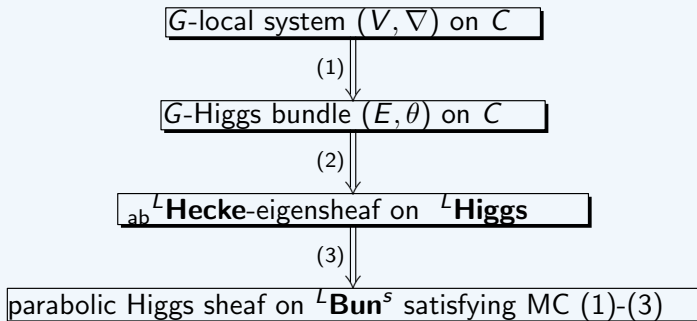 G-local system (V, ∇) on C
(1)
G-Higgs bundle (E, θ) on C
(2)
ab ᴸHecke-eigensheaf on ᴸHiggs
(3)
parabolic Higgs sheaf on ᴸBunˢ satisfying MC (1)-(3)